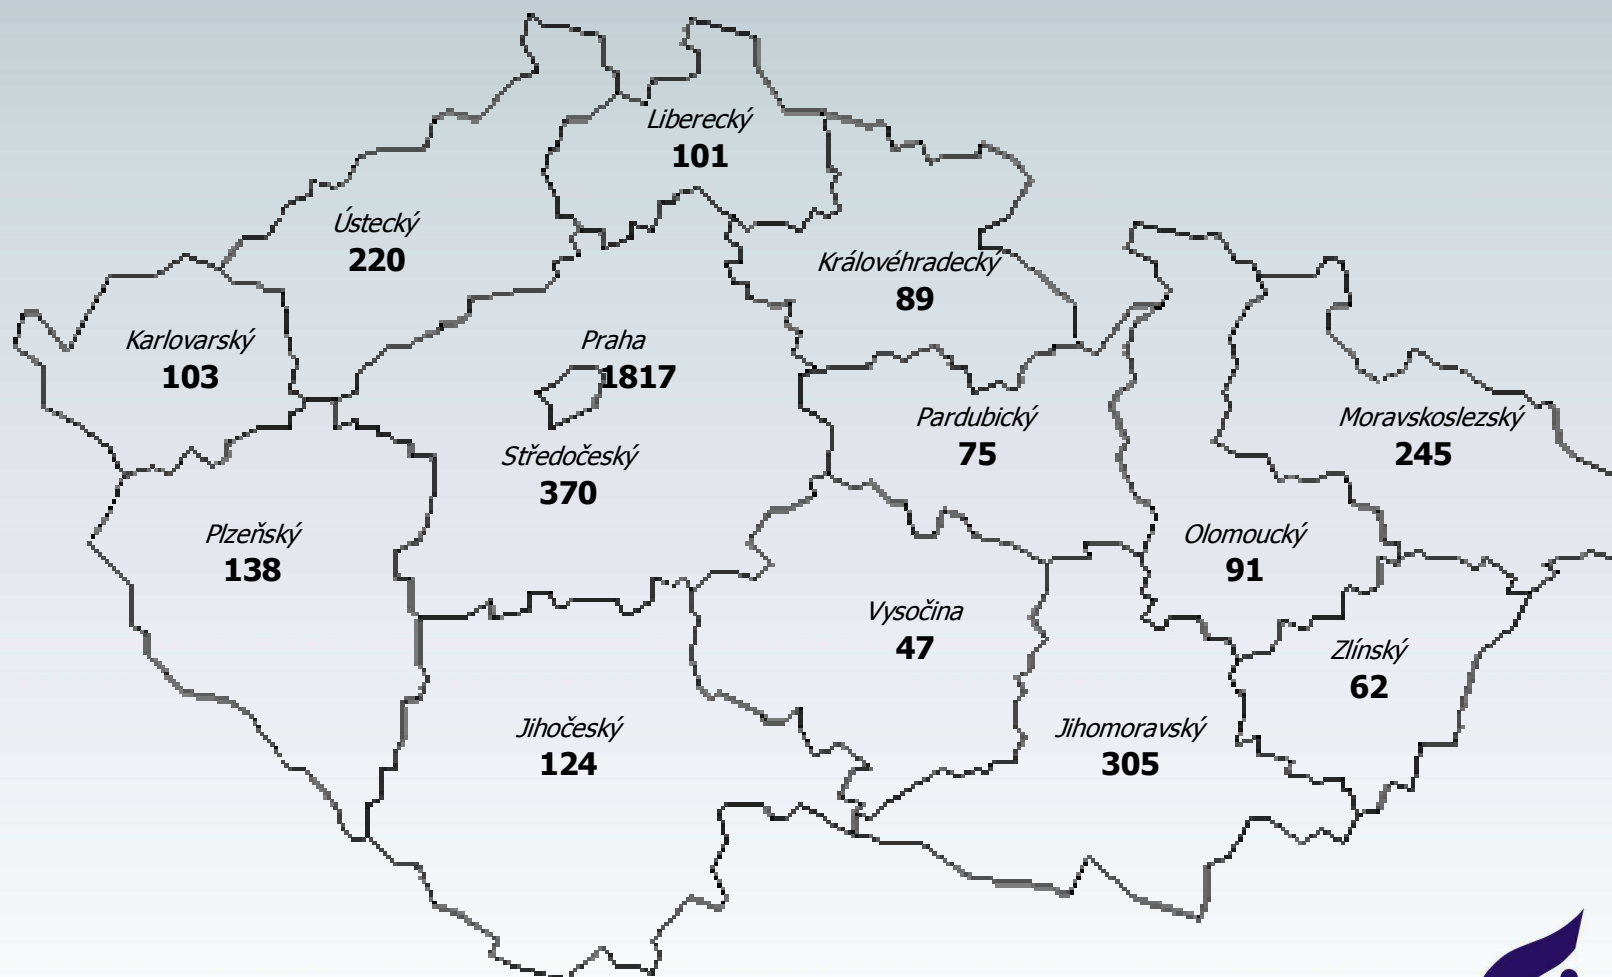 Liberecký
101
Ústecký
220
Královéhradecký
89
Karlovarský
103
Praha
1817
Pardubický
75
Moravskoslezský
245
Středočeský
370
Plzeňský
138
Olomoucký
91
Vysočina
47
Zlínský
62
Jihočeský
124
Jihomoravský
305